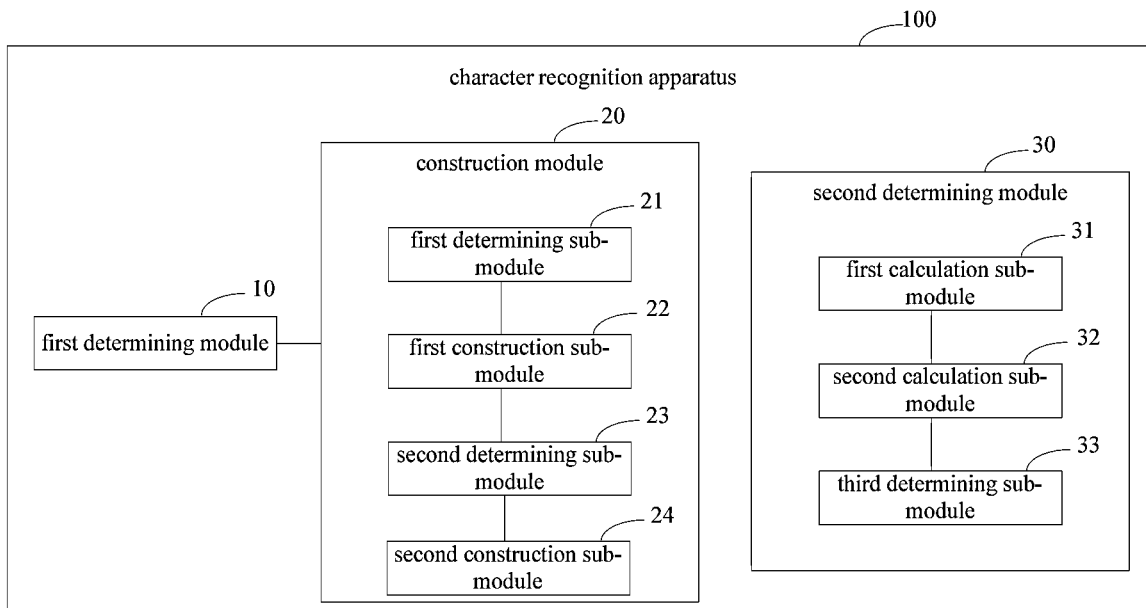 100
character recognition apparatus
20
construction module
30
second determining module
21
first determining sub-
module
31
first calculation sub-
module
10
first determining module
22
first construction sub-
module
32
second calculation sub-
module
23
second determining sub-
module
33
third determining sub-
module
24
second construction sub-
module